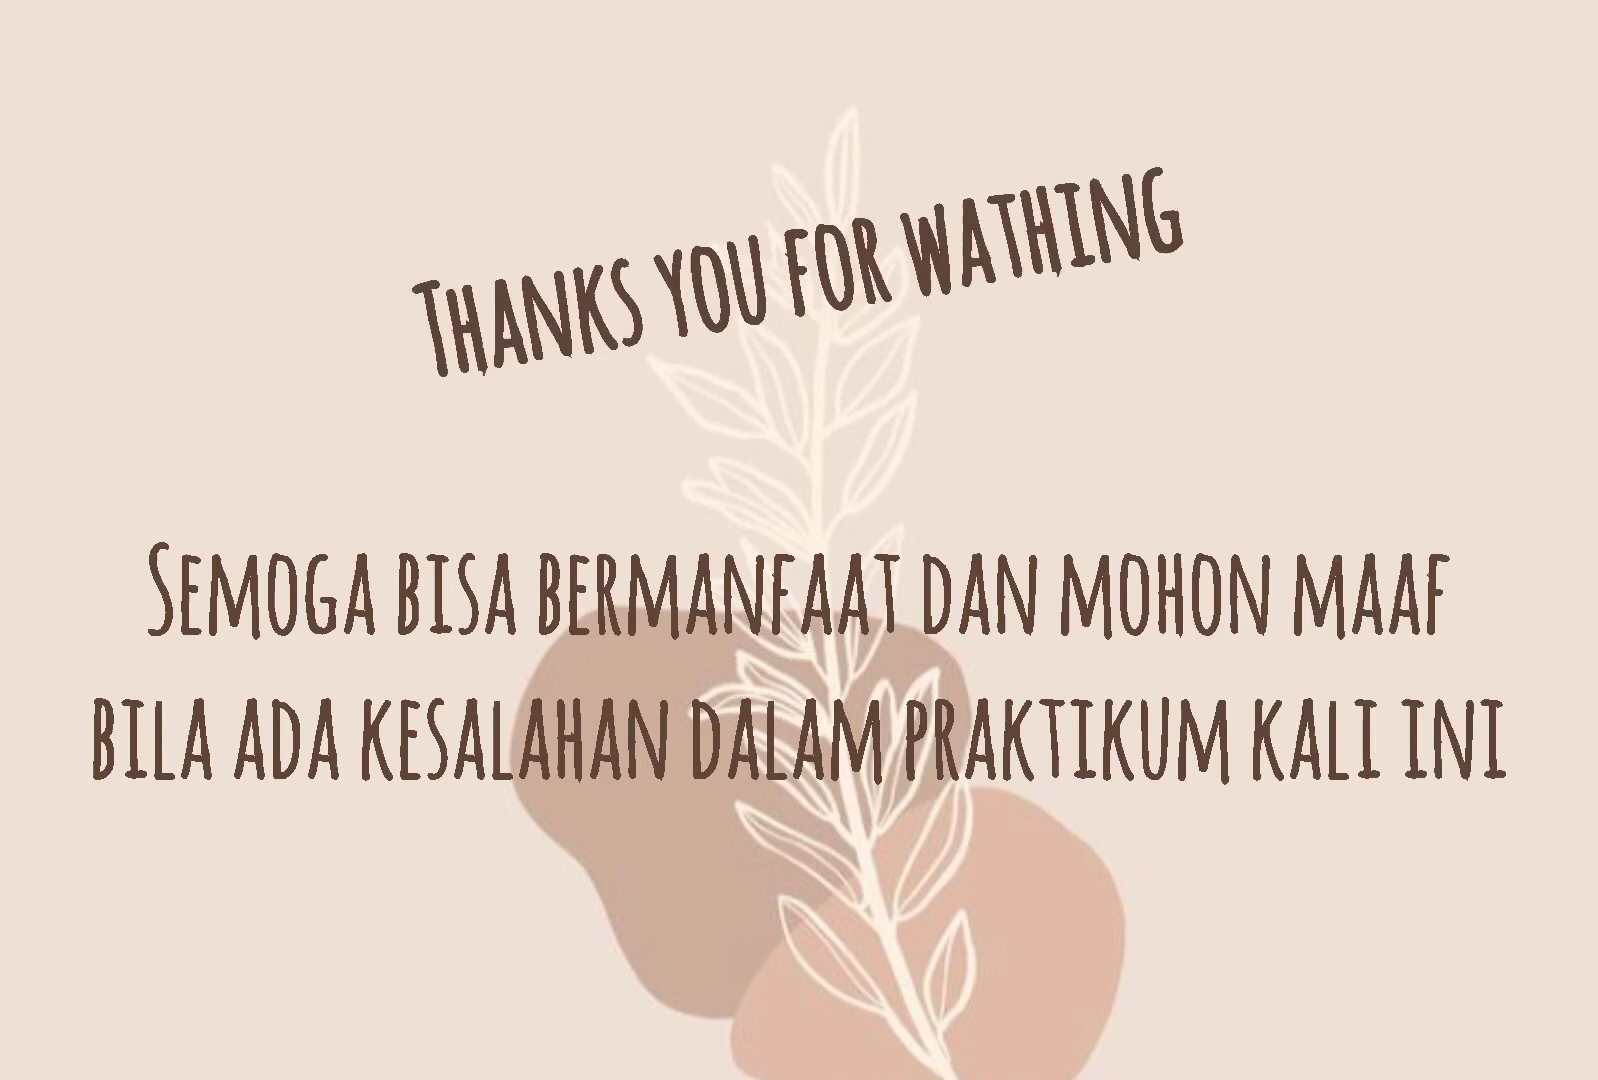 Thanks you for wathing
Semoga bisa bermanfaat dan mohon maaf
bila ada kesalahan dalam praktikum kali ini